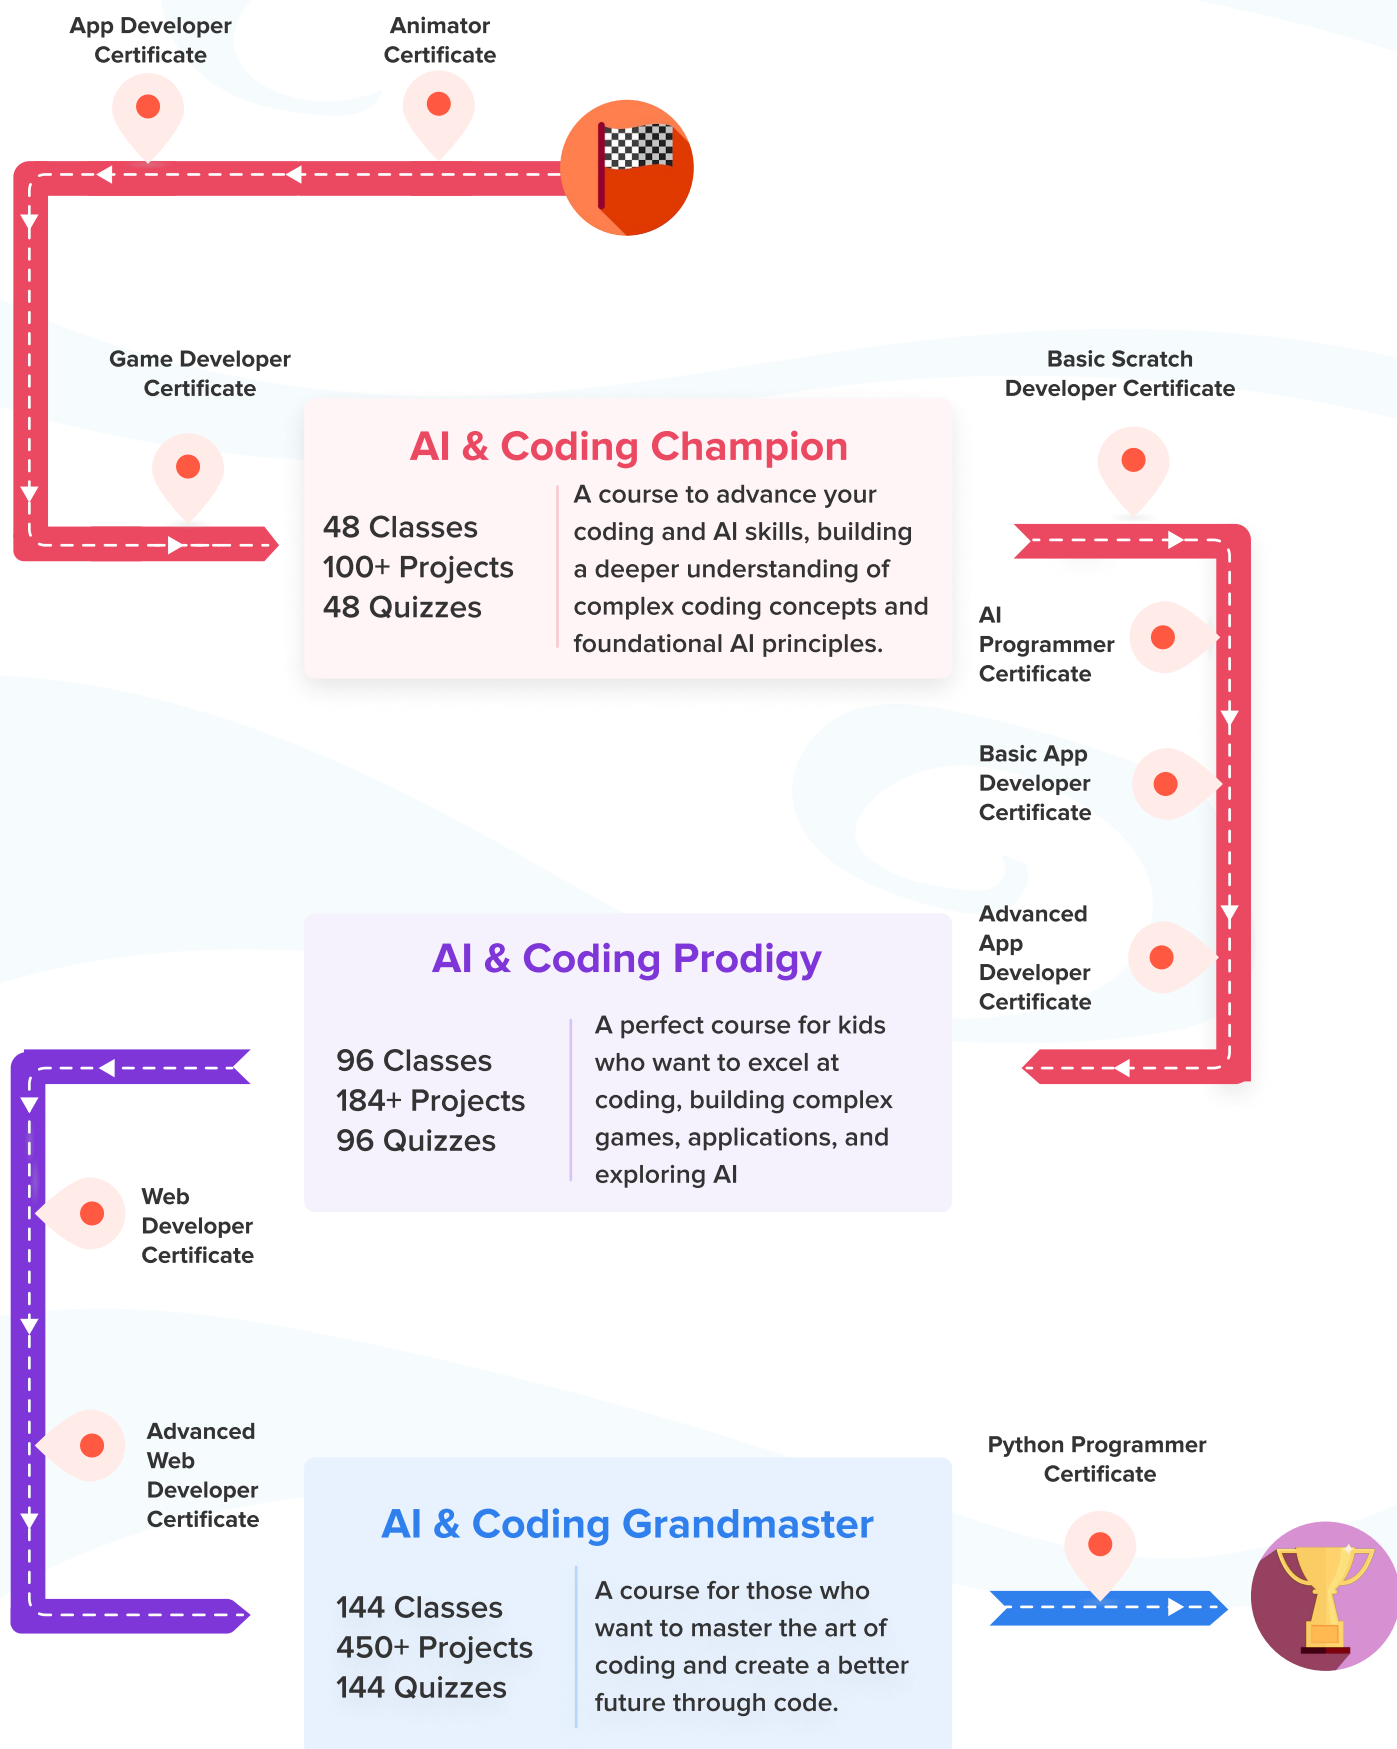 App Developer
Certificate
Animator
Certificate
Game Developer
Certificate
AI & Coding Champion
48 Classes
100+ Projects
48 Quizzes
A course to advance your
coding and AI skills, building
a deeper understanding of
complex coding concepts and
foundational AI principles.
Basic Scratch
Developer Certificate
AI
Programmer
Certificate
Basic App
Developer
Certificate
Advanced
App
Developer
Certificate
AI & Coding Prodigy
96 Classes
184+ Projects
96 Quizzes
A perfect course for kids
who want to excel at
coding, building complex
games, applications, and
exploring AI
Web
Developer
Certificate
Advanced
Web
Developer
Certificate
AI & Coding Grandmaster
144 Classes
450+ Projects
144 Quizzes
A course for those who
want to master the art of
coding and create a better
future through code.
Python Programmer
Certificate